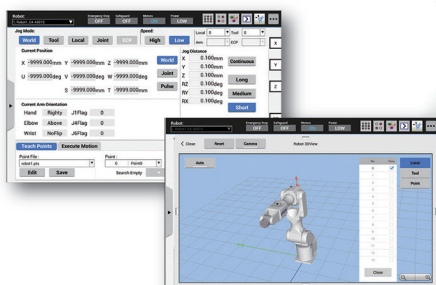 Robot: Emergency Stop Safeguard Motors Power
OFF OFF ON LOW
Jog Mode: Speed: Local 0 Tool 0
World Tool Local Joint ECP High Low Arm ECP
Current Position Jog Distance
X -9999.000mm Y -9999.000mm Z -9999.000mm World
U -9999.000deg V -9999.000deg W -9999.000deg Joint
S -9999.000mm T -9999.000mm Pulse
X 0.100mm Continuous
Y 0.100mm
Z 0.100mm
RZ 0.100deg Long
RY 0.100deg Medium
RX 0.100deg Short
X
Y
Z
Current Arm Orientation
Hand Righty J1Flag 0
Elbow Above J4Flag 0
Wrist NoFlip J6Flag 0
Teach Points Execute Motion
Point File: Point:
robot1.pts 0 Point0
Edit Save Search Empty
Robot: Emergency Stop Safeguard Motors Power
OFF OFF ON LOW
Close Reset Camera Robot 3DView
Auto
Local
Tool
Point
Close